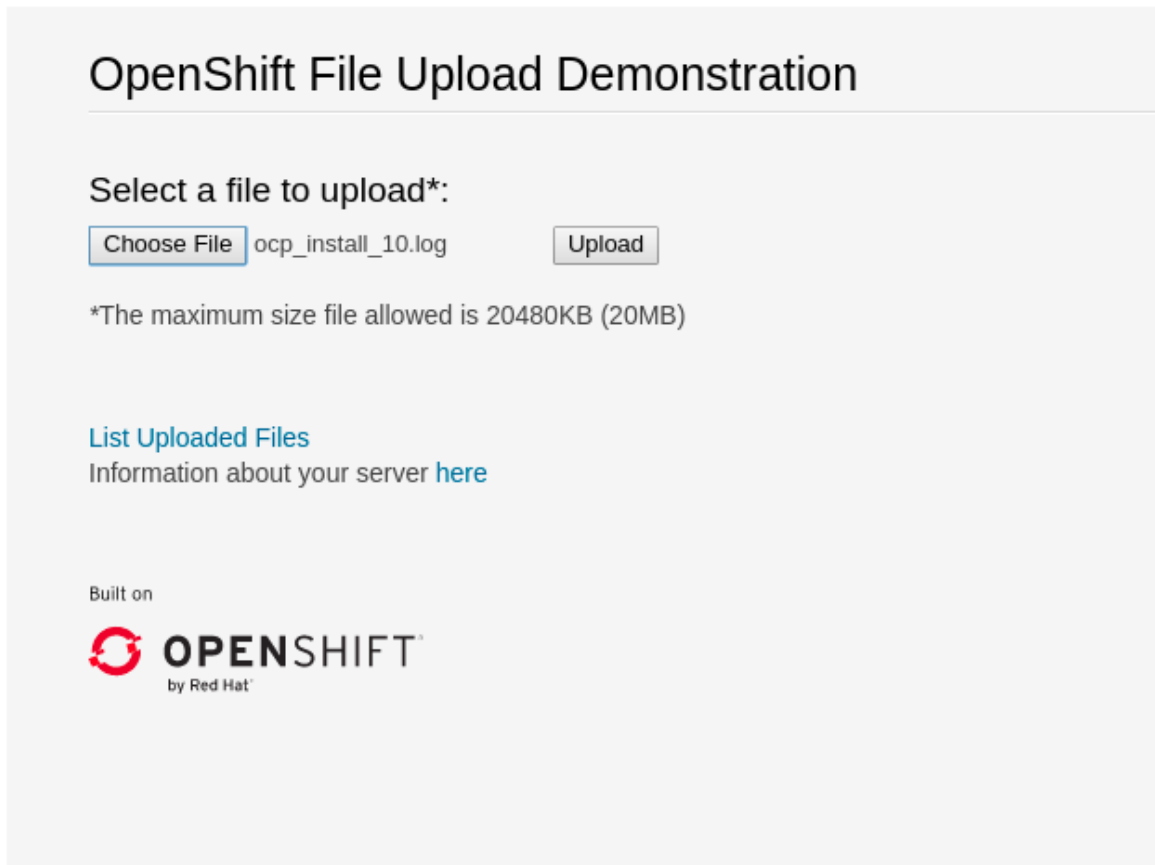 OpenShift File Upload Demonstration
Select a file to upload*:
Choose File ocp_install_10.log Upload
*The maximum size file allowed is 20480KB (20MB)
List Uploaded Files
Information about your server here
Built on
OPENSHIFT
by Red Hat